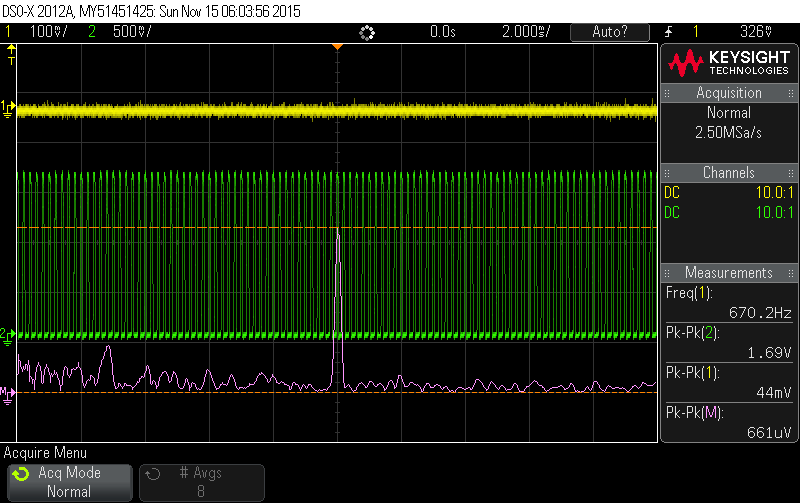 DSO-X 2012A, MY51451425: Sun Nov 15 06:03:56 2015
1 100mV/ 2 500mV/ 0.0s 2.000ms/ Auto? 1 326mV
T
1
2
M
KEYSIGHT
TECHNOLOGIES
Acquisition
Normal
2.50MSa/s
Channels
DC 10.0:1
DC 10.0:1
Measurements
Freq(1):
670.2Hz
Pk-Pk(2):
1.69V
Pk-Pk(1):
44mV
Pk-Pk(M):
661uV
Acquire Menu
Acq Mode
Normal
# Avgs
8